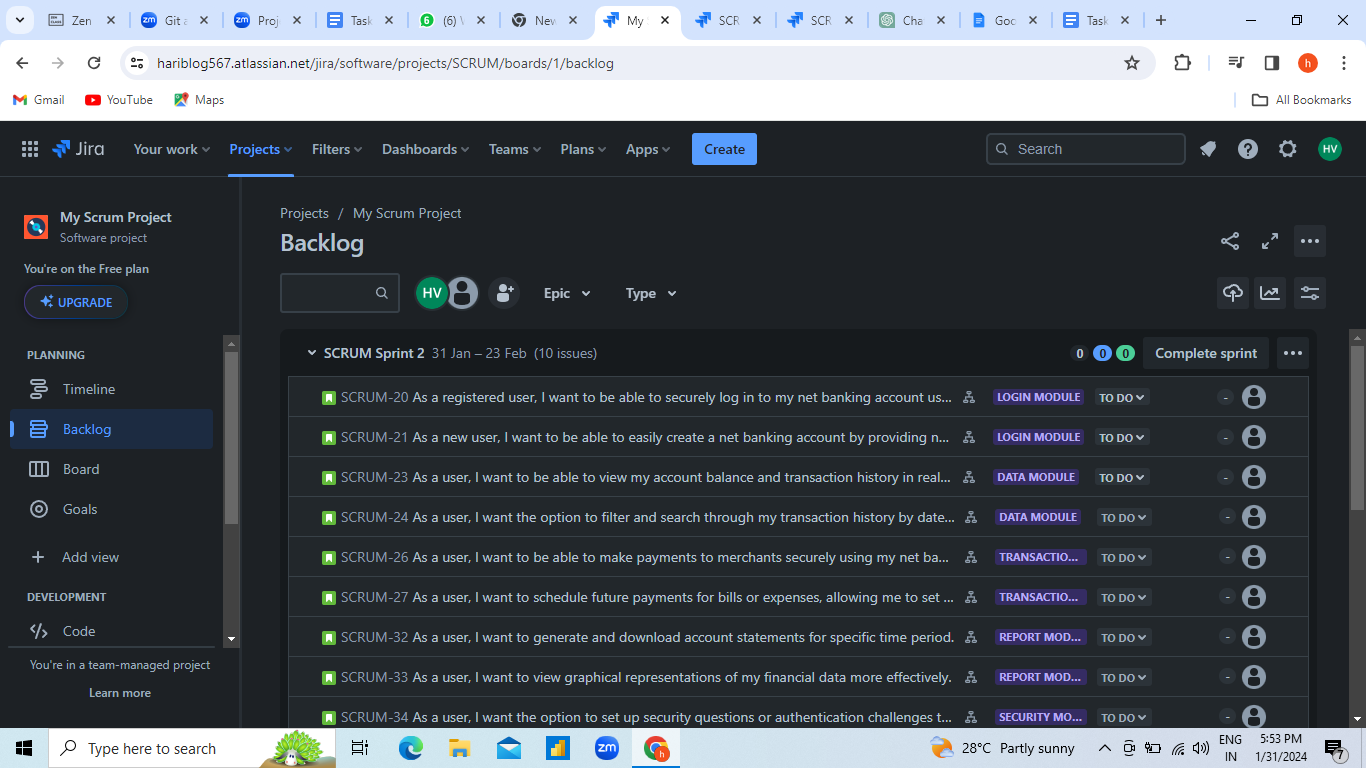 Zen
Git a
Proj
Task
6
(6) V
New
My S
SCR
SCR
Cha
Goo
Task
hariblog567.atlassian.net/jira/software/projects/SCRUM/boards/1/backlog
h
Gmail
YouTube
Maps
All Bookmarks
Jira
Your work
Projects
Filters
Dashboards
Teams
Plans
Apps
Create
Search
HV
My Scrum Project
Software project
You're on the Free plan
UPGRADE
PLANNING
Timeline
Backlog
Board
Goals
Add view
DEVELOPMENT
Code
You're in a team-managed project
Learn more
Projects / My Scrum Project
Backlog
HV
Epic
Type
SCRUM Sprint 2 31 Jan – 23 Feb (10 issues)
0 0 0
Complete sprint
SCRUM-20 As a registered user, I want to be able to securely log in to my net banking account us... LOGIN MODULE TO DO -
SCRUM-21 As a new user, I want to be able to easily create a net banking account by providing n... LOGIN MODULE TO DO -
SCRUM-23 As a user, I want to be able to view my account balance and transaction history in real... DATA MODULE TO DO -
SCRUM-24 As a user, I want the option to filter and search through my transaction history by date... DATA MODULE TO DO -
SCRUM-26 As a user, I want to be able to make payments to merchants securely using my net ba... TRANSACTIO... TO DO -
SCRUM-27 As a user, I want to schedule future payments for bills or expenses, allowing me to set ... TRANSACTIO... TO DO -
SCRUM-32 As a user, I want to generate and download account statements for specific time period. REPORT MOD... TO DO -
SCRUM-33 As a user, I want to view graphical representations of my financial data more effectively. REPORT MOD... TO DO -
SCRUM-34 As a user, I want the option to set up security questions or authentication challenges t... SECURITY MO... TO DO -
Type here to search
zm
h
28°C Partly sunny
ENG
IN
5:53 PM
1/31/2024
7